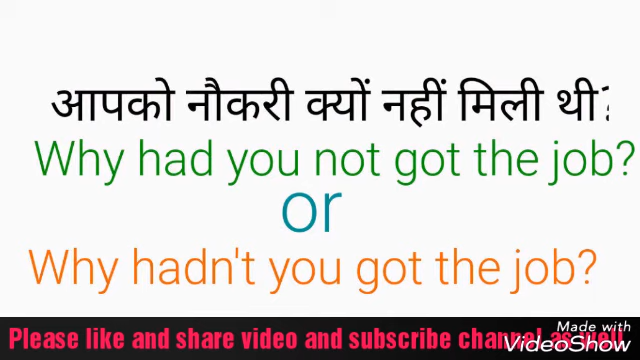 आपको नौकरी क्यों नहीं मिली थी?
Why had you not got the job?
or
Why hadn't you got the job?
Made with
Please like and share video and subscribe channel as well
VideoShow